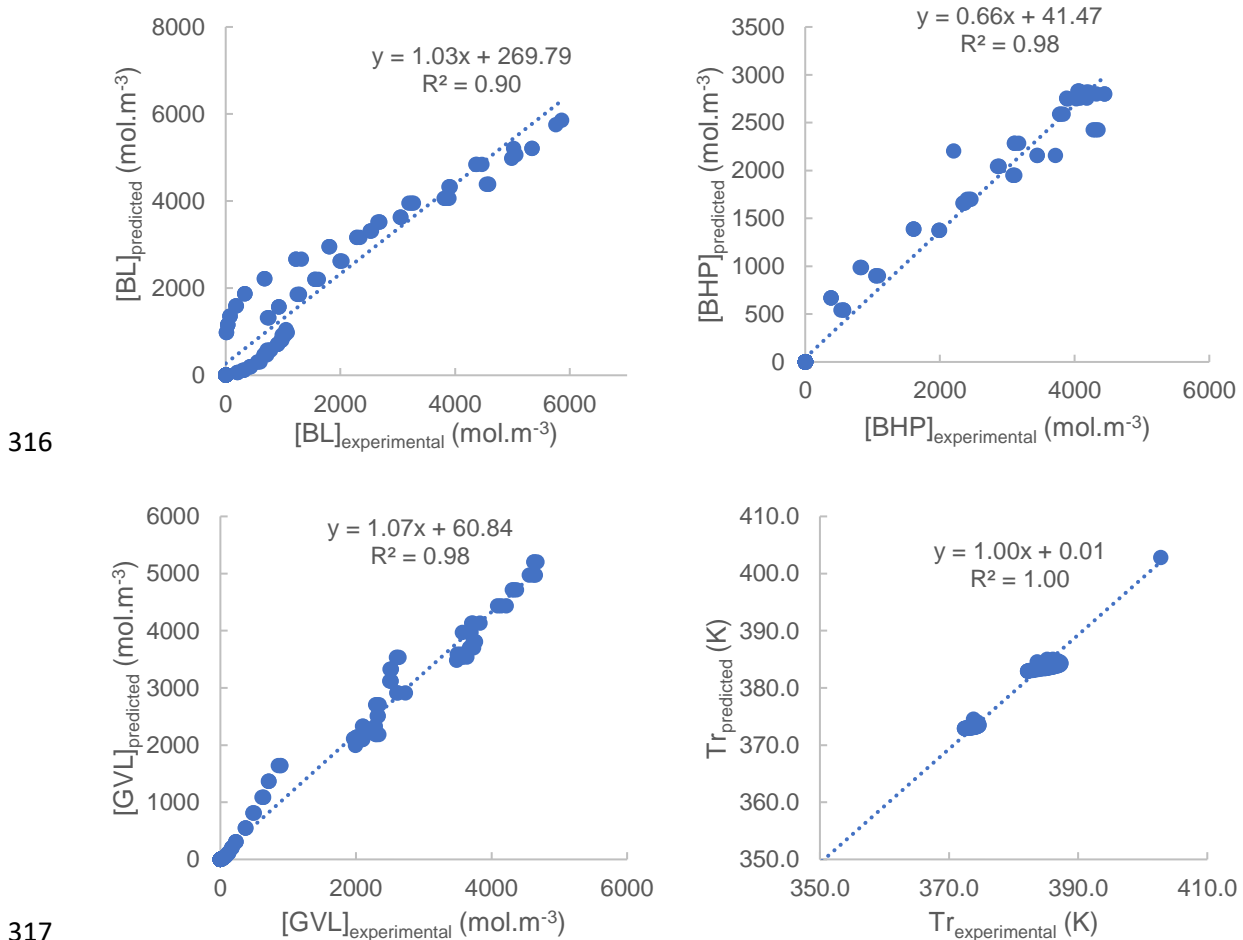 y = 1.03x + 269.79
R² = 0.90
8000
6000
4000
2000
0
0 2000 4000 6000
[BL]predicted (mol.m-3)
[BL]experimental (mol.m-3)
y = 0.66x + 41.47
R² = 0.98
3500
3000
2500
2000
1500
1000
500
0
0 2000 4000 6000
[BHP]predicted (mol.m-3)
[BHP]experimental (mol.m-3)
316
y = 1.07x + 60.84
R² = 0.98
6000
5000
4000
3000
2000
1000
0
0 2000 4000 6000
[GVL]predicted (mol.m-3)
[GVL]experimental (mol.m-3)
y = 1.00x + 0.01
R² = 1.00
410.0
400.0
390.0
380.0
370.0
360.0
350.0
350.0 370.0 390.0 410.0
Trpredicted (K)
Trexperimental (K)
317